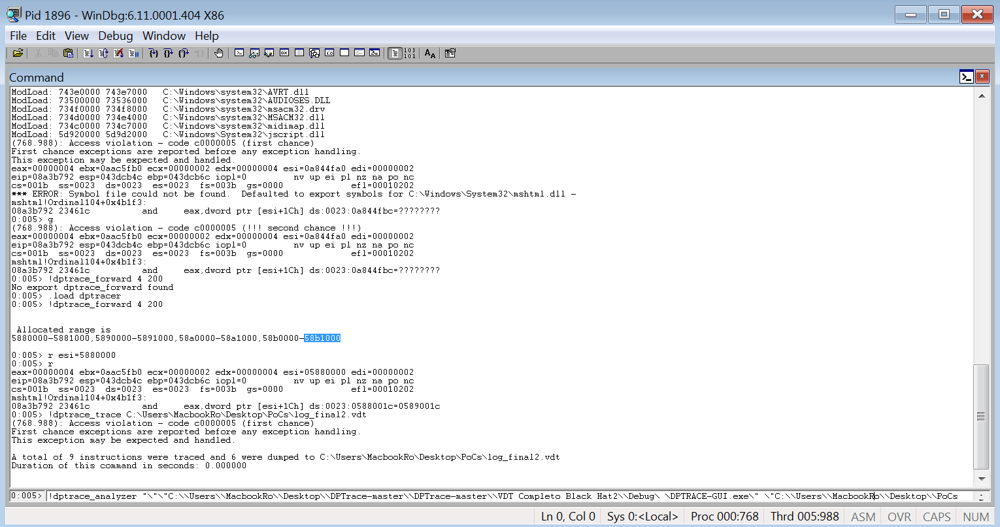 Pid 1896 - WinDbg:6.11.0001.404 X86
File Edit View Debug Window Help
Command
ModLoad: 743e0000 743e7000   C:\Windows\system32\AVRT.dll
ModLoad: 73500000 73536000   C:\Windows\system32\AUDIOSES.DLL
ModLoad: 734f0000 734f8000   C:\Windows\system32\msacm32.drv
ModLoad: 734d0000 734e4000   C:\Windows\system32\MSACM32.dll
ModLoad: 734c0000 734c7000   C:\Windows\system32\midimap.dll
ModLoad: 5d920000 5d9d2000   C:\Windows\System32\jscript.dll
(768.988): Access violation - code c0000005 (first chance)
First chance exceptions are reported before any exception handling.
This exception may be expected and handled.
eax=00000004 ebx=0aac5fb0 ecx=00000002 edx=00000004 esi=0a844fa0 edi=00000002
eip=08a3b792 esp=043dcb4c ebp=043dcb6c iopl=0         nv up ei pl nz na po nc
cs=001b  ss=0023  ds=0023  es=0023  fs=003b  gs=0000             efl=00010202
*** ERROR: Symbol file could not be found.  Defaulted to export symbols for C:\Windows\System32\mshtml.dll -
mshtml!Ordinal104+0x4b1f3:
08a3b792 23461c          and     eax,dword ptr [esi+1Ch] ds:0023:0a844fbc=????????
0:005> g
(768.988): Access violation - code c0000005 (!!! second chance !!!)
eax=00000004 ebx=0aac5fb0 ecx=00000002 edx=00000004 esi=0a844fa0 edi=00000002
eip=08a3b792 esp=043dcb4c ebp=043dcb6c iopl=0         nv up ei pl nz na po nc
cs=001b  ss=0023  ds=0023  es=0023  fs=003b  gs=0000             efl=00010202
mshtml!Ordinal104+0x4b1f3:
08a3b792 23461c          and     eax,dword ptr [esi+1Ch] ds:0023:0a844fbc=????????
0:005> !dptrace_forward 4 200
No export dptrace_forward found
0:005> .load dptracer
0:005> !dptrace_forward 4 200
Allocated range is
5880000-5881000,5890000-5891000,58a0000-58a1000,58b0000-58b1000
0:005> r esi=5880000
0:005> r
eax=00000004 ebx=0aac5fb0 ecx=00000002 edx=00000004 esi=05880000 edi=00000002
eip=08a3b792 esp=043dcb4c ebp=043dcb6c iopl=0         nv up ei pl nz na po nc
cs=001b  ss=0023  ds=0023  es=0023  fs=003b  gs=0000             efl=00010202
mshtml!Ordinal104+0x4b1f3:
08a3b792 23461c          and     eax,dword ptr [esi+1Ch] ds:0023:0588001c=0589001c
0:005> !dptrace_trace C:\Users\MacbookRo\Desktop\PoCs\log_final2.vdt
(768.988): Access violation - code c0000005 (first chance)
First chance exceptions are reported before any exception handling.
This exception may be expected and handled.
A total of 9 instructions were traced and 6 were dumped to C:\Users\MacbookRo\Desktop\PoCs\log_final2.vdt
Duration of this command in seconds: 0.000000
0:005> !dptrace_analyzer "\"\"C:\\Users\\MacbookRo\\Desktop\\DPTrace-master\\DPTrace-master\\VDT Completo Black Hat2\\Debug\ \DPTRACE-GUI.exe\" \"C:\\Users\\MacbookRo\\Desktop\\PoCs
Ln 0, Col 0 Sys 0:<Local> Proc 000:768 Thrd 005:988 ASM OVR CAPS NUM